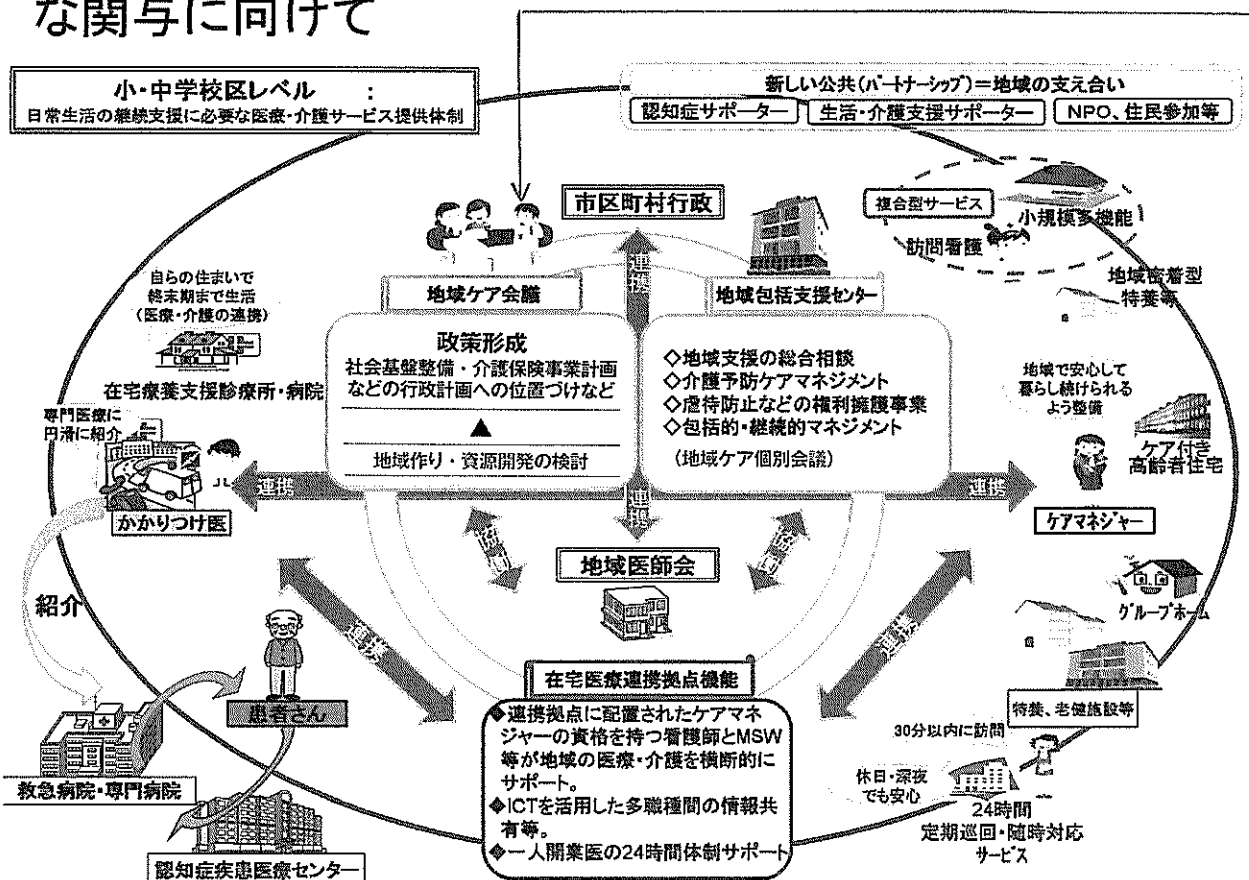 な関与に向けて
小・中学校区レベル ：
日常生活の継続支援に必要な医療・介護サービス提供体制
新しい公共(パートナーシップ)＝地域の支え合い
認知症サポーター
生活・介護支援サポーター
NPO、住民参加等
市区町村行政
複合型サービス
小規模多機能
訪問看護
地域密着型
特養等
自らの住まいで
終末期まで生活
(医療・介護の連携)
在宅療養支援診療所・病院
専門医療に
円滑に紹介
かかりつけ医
地域ケア会議
連携
地域包括支援センター
政策形成
社会基盤整備・介護保険事業計画
などの行政計画への位置づけなど
▲
地域作り・資源開発の検討
◇地域支援の総合相談
◇介護予防ケアマネジメント
◇虐待防止などの権利擁護事業
◇包括的・継続的マネジメント
(地域ケア個別会議)
地域で安心して
暮らし続けられる
よう整備
ケア付き
高齢者住宅
ケアマネジャー
連携
連携
連携
協働
協働
地域医師会
紹介
連携
連携
グループホーム
特養、老健施設等
患者さん
救急病院・専門病院
認知症疾患医療センター
在宅医療連携拠点機能
◆連携拠点に配置されたケアマネ
ジャーの資格を持つ看護師とMSW
等が地域の医療・介護を横断的に
サポート。
◆ICTを活用した多職種間の情報共
有等。
◆一人開業医の24時間体制サポート
30分以内に訪問
休日・深夜
でも安心
24時間
定期巡回・随時対応
サービス